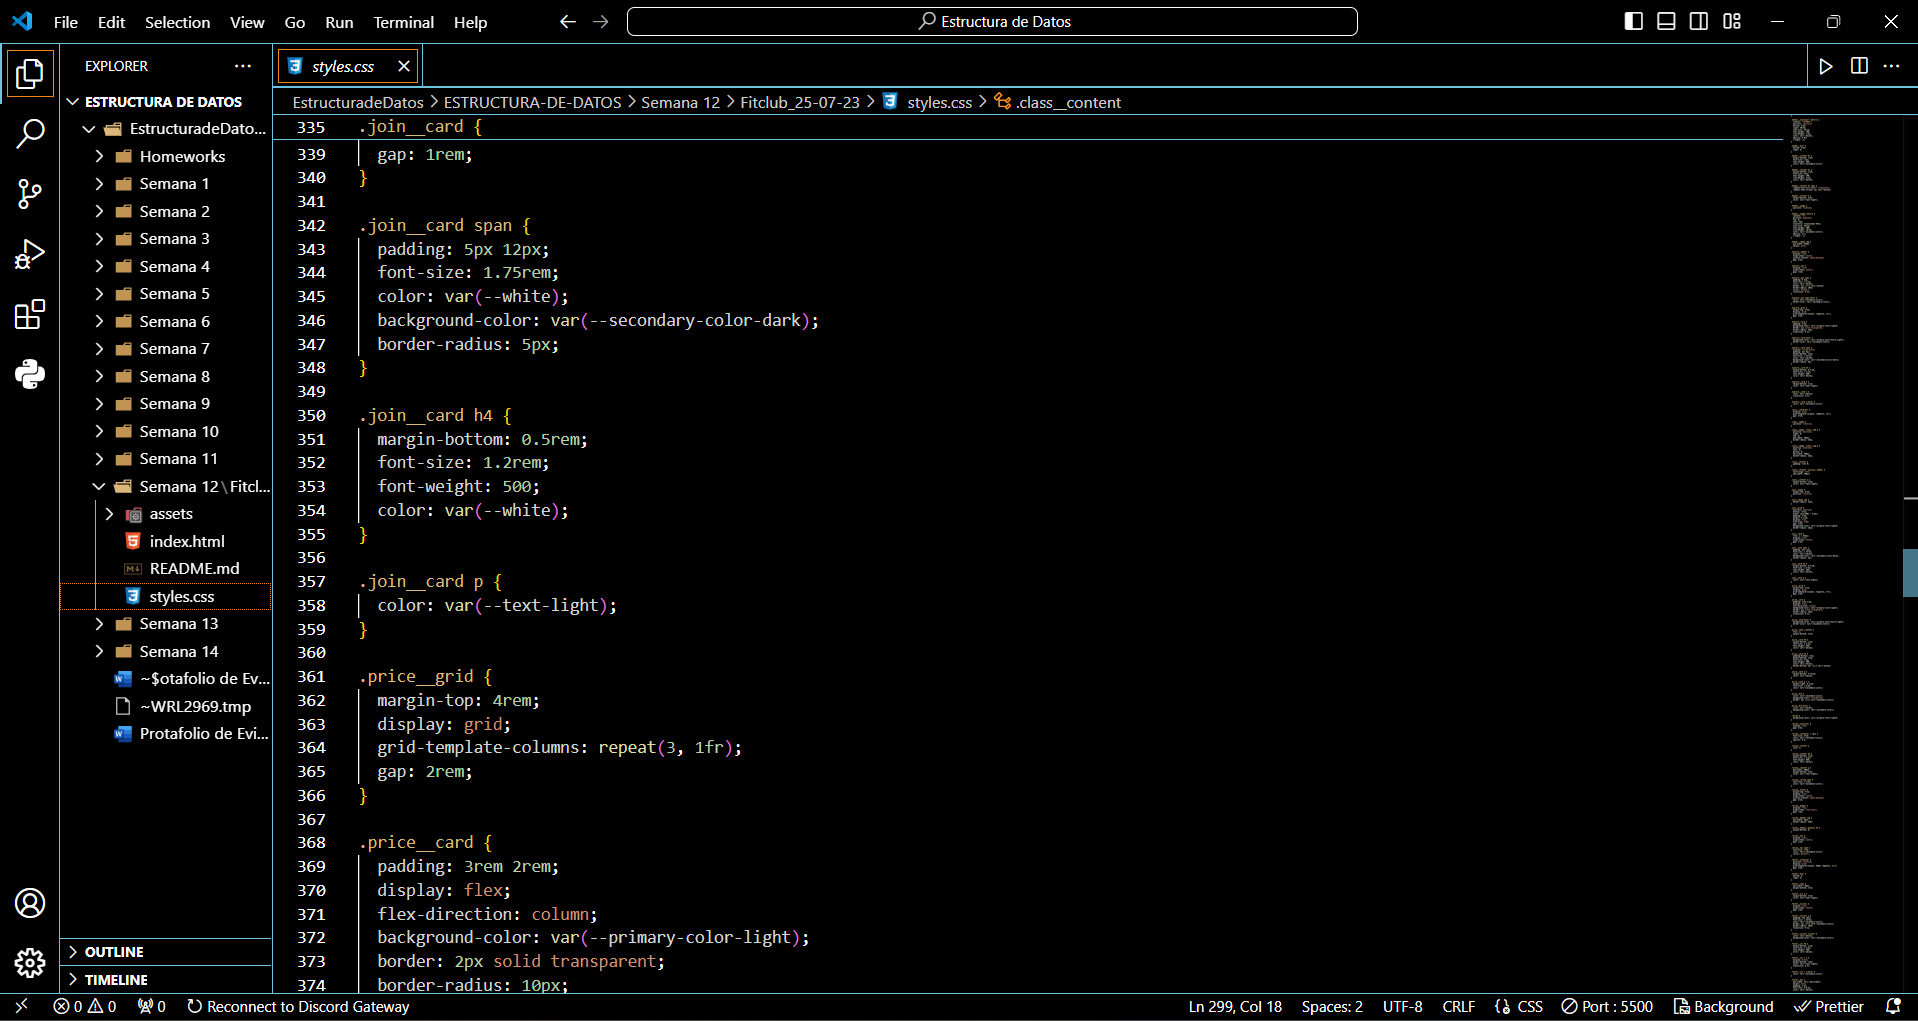 File Edit Selection View Go Run Terminal Help
Estructura de Datos
EXPLORER
ESTRUCTURA DE DATOS
EstructuradeDato...
Homeworks
Semana 1
Semana 2
Semana 3
Semana 4
Semana 5
Semana 6
Semana 7
Semana 8
Semana 9
Semana 10
Semana 11
Semana 12\Fitcl...
assets
index.html
README.md
styles.css
Semana 13
Semana 14
~$otafolio de Ev...
~WRL2969.tmp
Protafolio de Evi...
OUTLINE
TIMELINE
styles.css
EstructuradeDatos > ESTRUCTURA-DE-DATOS > Semana 12 > Fitclub_25-07-23 > styles.css > .class__content
335 .join__card {
339 gap: 1rem;
340 }
341
342 .join__card span {
343 padding: 5px 12px;
344 font-size: 1.75rem;
345 color: var(--white);
346 background-color: var(--secondary-color-dark);
347 border-radius: 5px;
348 }
349
350 .join__card h4 {
351 margin-bottom: 0.5rem;
352 font-size: 1.2rem;
353 font-weight: 500;
354 color: var(--white);
355 }
356
357 .join__card p {
358 color: var(--text-light);
359 }
360
361 .price__grid {
362 margin-top: 4rem;
363 display: grid;
364 grid-template-columns: repeat(3, 1fr);
365 gap: 2rem;
366 }
367
368 .price__card {
369 padding: 3rem 2rem;
370 display: flex;
371 flex-direction: column;
372 background-color: var(--primary-color-light);
373 border: 2px solid transparent;
374 border-radius: 10px;
0 0 0 Reconnect to Discord Gateway Ln 299, Col 18 Spaces: 2 UTF-8 CRLF {} CSS Port : 5500 Background Prettier